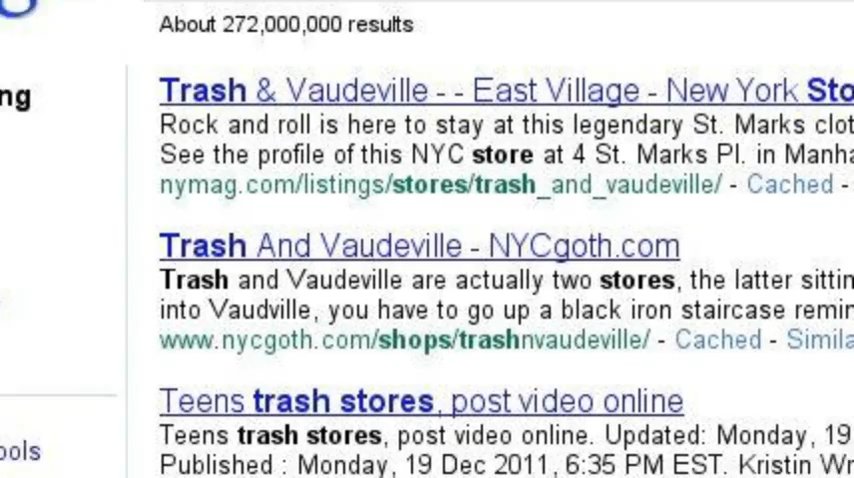 About 272,000,000 results
ng
Trash & Vaudeville - - East Village - New York Sto
Rock and roll is here to stay at this legendary St. Marks clot
See the profile of this NYC store at 4 St. Marks Pl. in Manha
nymag.com/listings/stores/trash_and_vaudeville/ - Cached -
Trash And Vaudeville - NYCgoth.com
Trash and Vaudeville are actually two stores, the latter sittin
into Vaudville, you have to go up a black iron staircase remin
www.nycgoth.com/shops/trashnvaudeville/ - Cached - Simila
Teens trash stores, post video online
Teens trash stores, post video online. Updated: Monday, 19
ools
Published : Monday, 19 Dec 2011, 6:35 PM EST. Kristin Wr